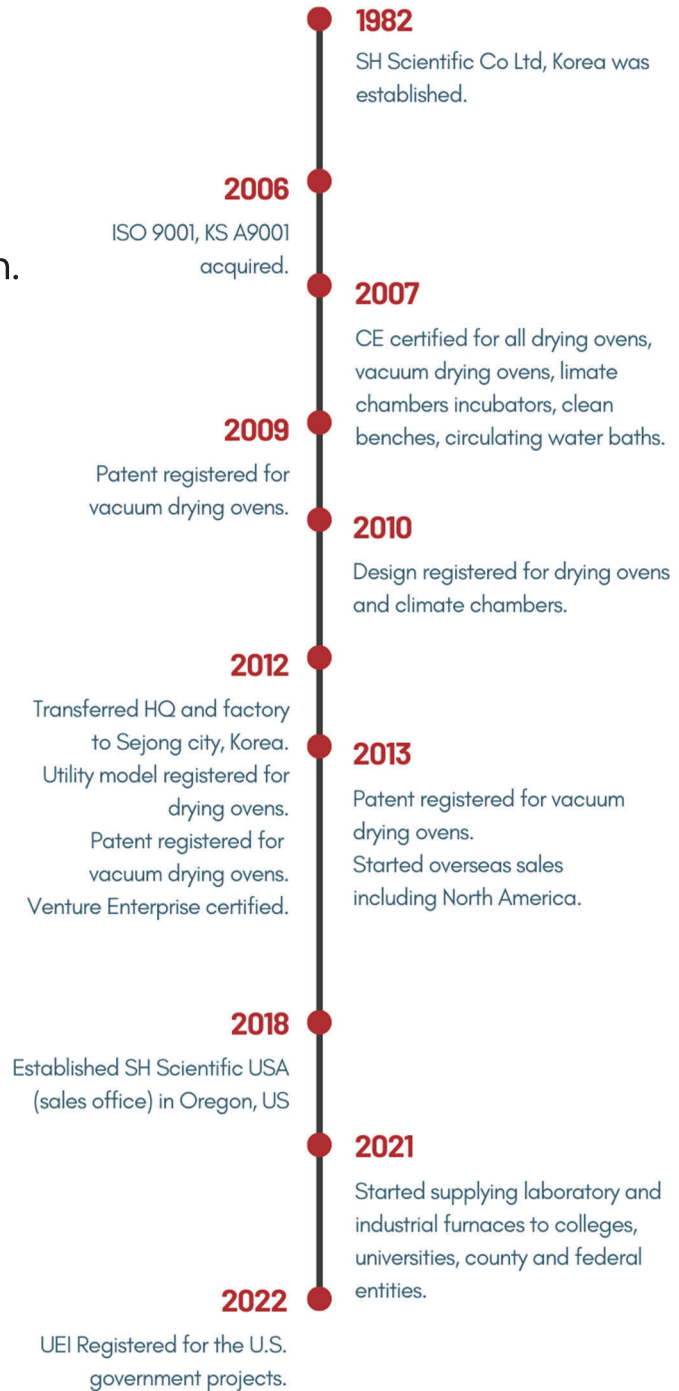 1982
SH Scientific Co Ltd, Korea was
established.
2006
ISO 9001, KS A9001
acquired.
n.
2007
CE certified for all drying ovens,
vacuum drying ovens, limate
chambers incubators, clean
benches, circulating water baths.
2009
Patent registered for
vacuum drying ovens.
2010
Design registered for drying ovens
and climate chambers.
2012
Transferred HQ and factory
to Sejong city, Korea.
Utility model registered for
drying ovens.
Patent registered for
vacuum drying ovens.
Venture Enterprise certified.
2013
Patent registered for vacuum
drying ovens.
Started overseas sales
including North America.
2018
Established SH Scientific USA
(sales office) in Oregon, US
2021
Started supplying laboratory and
industrial furnaces to colleges,
universities, county and federal
entities.
2022
UEI Registered for the U.S.
government projects.